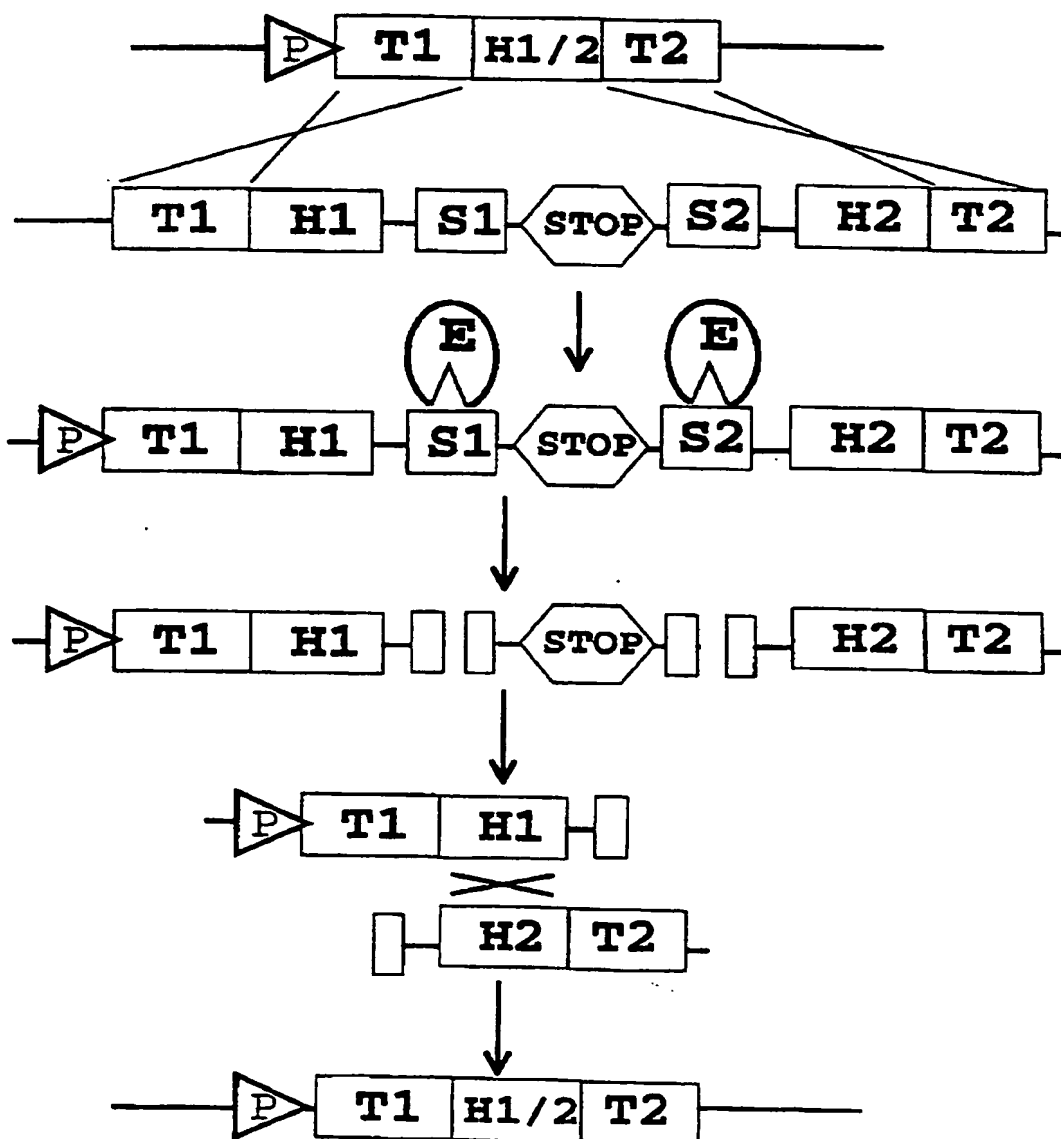 P T1 H1/2 T2
T1 H1 S1 STOP S2 H2 T2
E E
P T1 H1 S1 STOP S2 H2 T2
P T1 H1 STOP H2 T2
P T1 H1
H2 T2
P T1 H1/2 T2